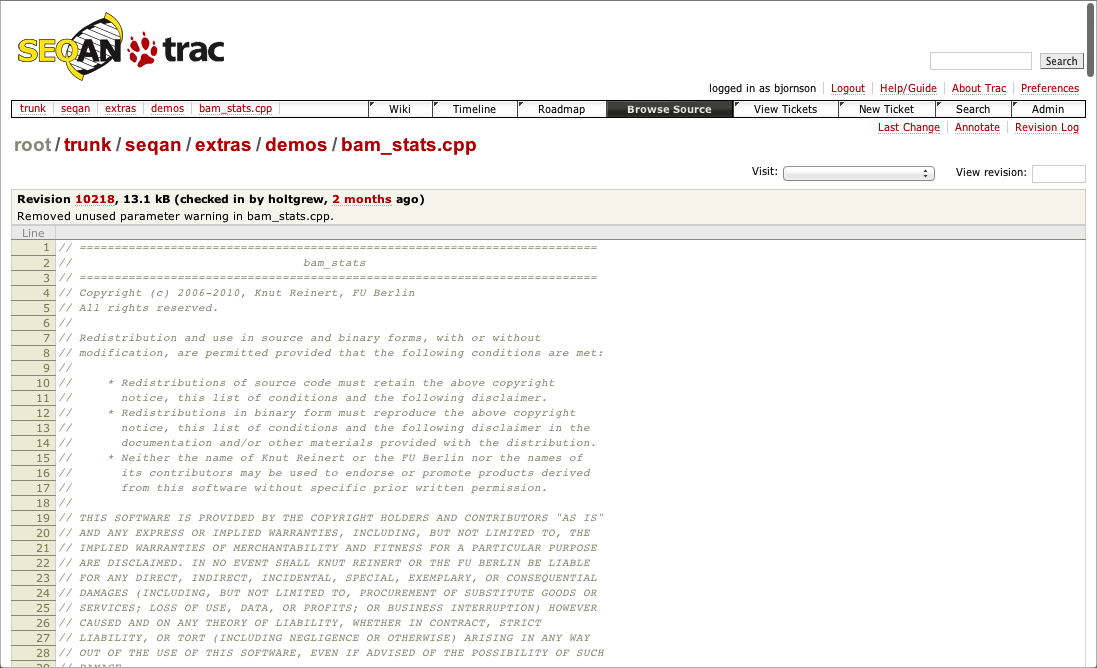 SEQAN trac
Search
logged in as bjornson Logout Help/Guide About Trac Preferences
trunk seqan extras demos bam_stats.cpp Wiki Timeline Roadmap Browse Source View Tickets New Ticket Search Admin
Last Change Annotate Revision Log
root / trunk / seqan / extras / demos / bam_stats.cpp
Visit: View revision:
Revision 10218, 13.1 kB (checked in by holtgrew, 2 months ago)
Removed unused parameter warning in bam_stats.cpp.
Line
1 // ==========================================================================
2 // bam_stats
3 // ==========================================================================
4 // Copyright (c) 2006-2010, Knut Reinert, FU Berlin
5 // All rights reserved.
6 //
7 // Redistribution and use in source and binary forms, with or without
8 // modification, are permitted provided that the following conditions are met:
9 //
10 // * Redistributions of source code must retain the above copyright
11 // notice, this list of conditions and the following disclaimer.
12 // * Redistributions in binary form must reproduce the above copyright
13 // notice, this list of conditions and the following disclaimer in the
14 // documentation and/or other materials provided with the distribution.
15 // * Neither the name of Knut Reinert or the FU Berlin nor the names of
16 // its contributors may be used to endorse or promote products derived
17 // from this software without specific prior written permission.
18 //
19 // THIS SOFTWARE IS PROVIDED BY THE COPYRIGHT HOLDERS AND CONTRIBUTORS "AS IS"
20 // AND ANY EXPRESS OR IMPLIED WARRANTIES, INCLUDING, BUT NOT LIMITED TO, THE
21 // IMPLIED WARRANTIES OF MERCHANTABILITY AND FITNESS FOR A PARTICULAR PURPOSE
22 // ARE DISCLAIMED. IN NO EVENT SHALL KNUT REINERT OR THE FU BERLIN BE LIABLE
23 // FOR ANY DIRECT, INDIRECT, INCIDENTAL, SPECIAL, EXEMPLARY, OR CONSEQUENTIAL
24 // DAMAGES (INCLUDING, BUT NOT LIMITED TO, PROCUREMENT OF SUBSTITUTE GOODS OR
25 // SERVICES; LOSS OF USE, DATA, OR PROFITS; OR BUSINESS INTERRUPTION) HOWEVER
26 // CAUSED AND ON ANY THEORY OF LIABILITY, WHETHER IN CONTRACT, STRICT
27 // LIABILITY, OR TORT (INCLUDING NEGLIGENCE OR OTHERWISE) ARISING IN ANY WAY
28 // OUT OF THE USE OF THIS SOFTWARE, EVEN IF ADVISED OF THE POSSIBILITY OF SUCH